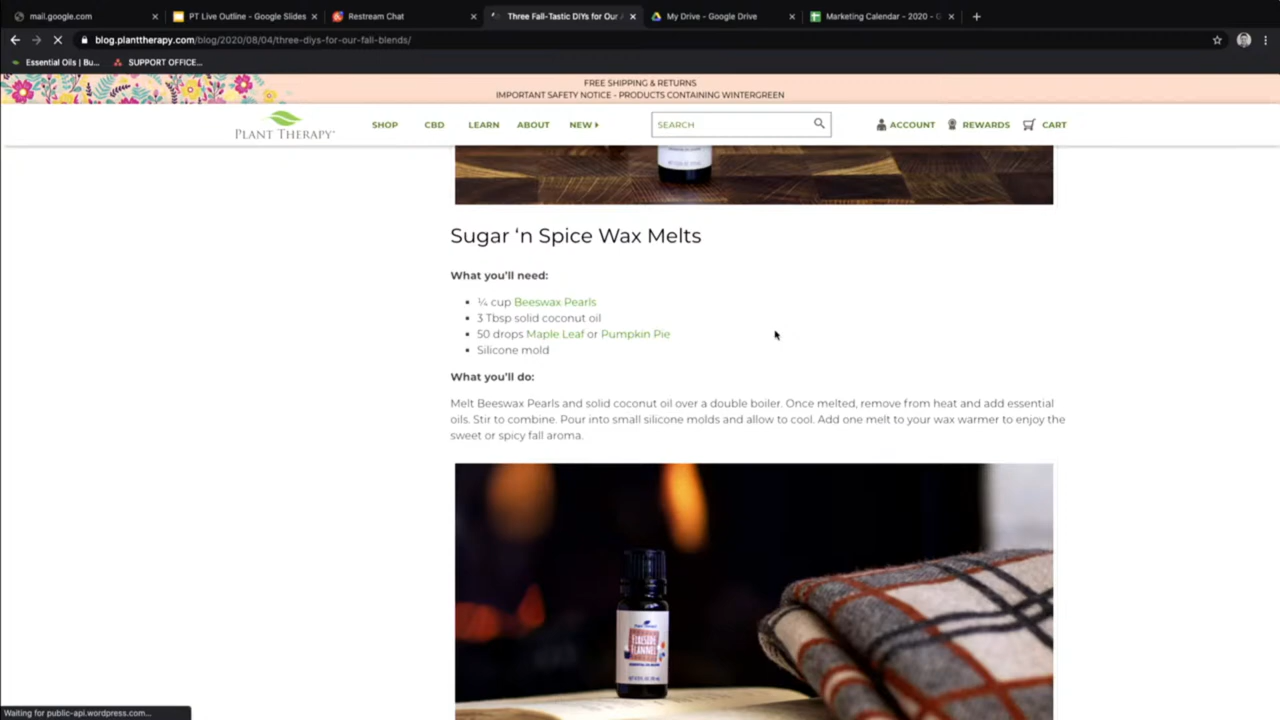 mail.google.com
PT Live Outline - Google Slides
Restream Chat
Three Fall-Tastic DIYs for Our
My Drive - Google Drive
Marketing Calendar - 2020 -
blog.planttherapy.com/blog/2020/08/04/three-diys-for-our-fall-blends/
Essential Oils | Bu...
SUPPORT OFFICE...
FREE SHIPPING & RETURNS
IMPORTANT SAFETY NOTICE - PRODUCTS CONTAINING WINTERGREEN
PLANT THERAPY
SHOP
CBD
LEARN
ABOUT
NEW
SEARCH
ACCOUNT
REWARDS
CART
Sugar ‘n Spice Wax Melts
What you’ll need:
¼ cup Beeswax Pearls
3 Tbsp solid coconut oil
50 drops Maple Leaf or Pumpkin Pie
Silicone mold
What you’ll do:
Melt Beeswax Pearls and solid coconut oil over a double boiler. Once melted, remove from heat and add essential
oils. Stir to combine. Pour into small silicone molds and allow to cool. Add one melt to your wax warmer to enjoy the
sweet or spicy fall aroma.
FIRESIDE
FLANNEL
Waiting for public-api.wordpress.com...